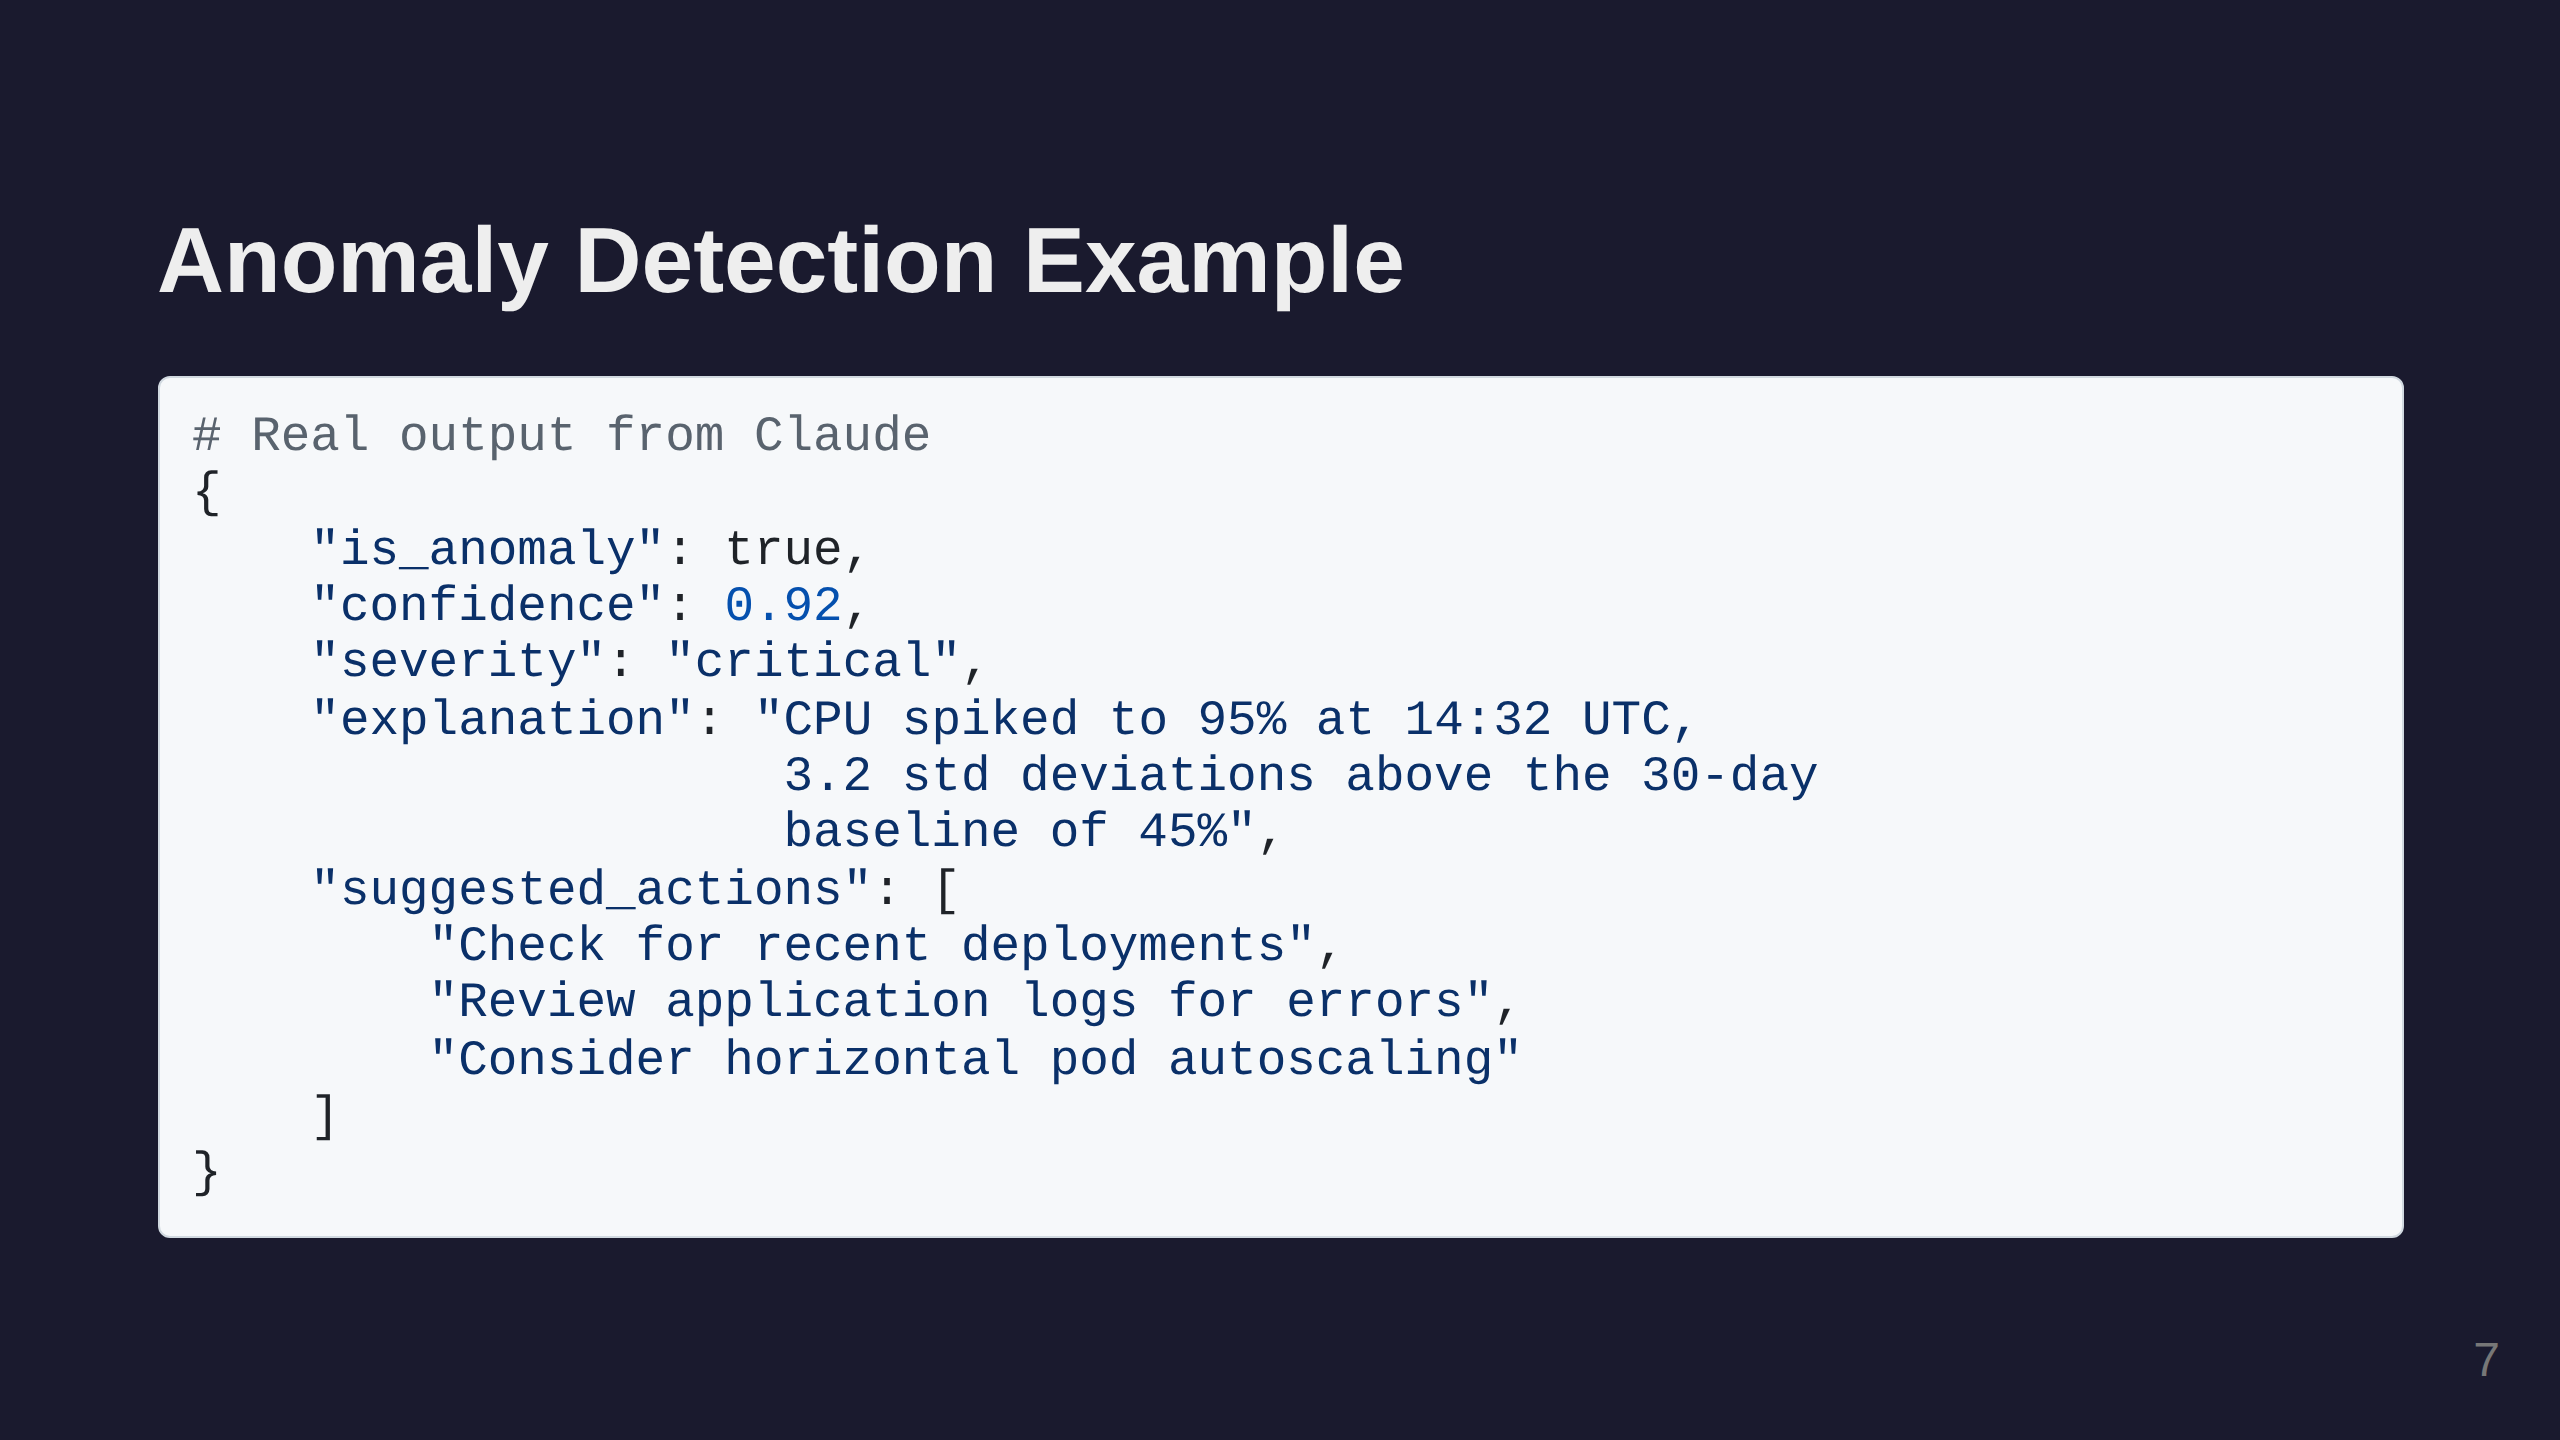 Anomaly Detection Example
# Real output from Claude
{
    "is_anomaly": true,
    "confidence": 0.92,
    "severity": "critical",
    "explanation": "CPU spiked to 95% at 14:32 UTC,
                    3.2 std deviations above the 30-day
                    baseline of 45%",
    "suggested_actions": [
        "Check for recent deployments",
        "Review application logs for errors",
        "Consider horizontal pod autoscaling"
    ]
}
7